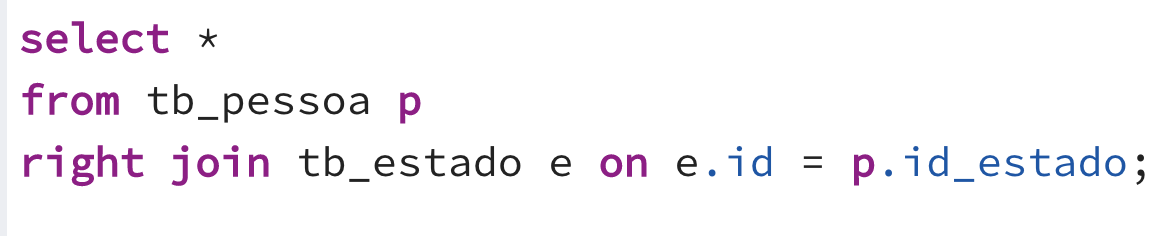 select *
from tb_pessoa p
right join tb_estado e on e.id = p.id_estado;